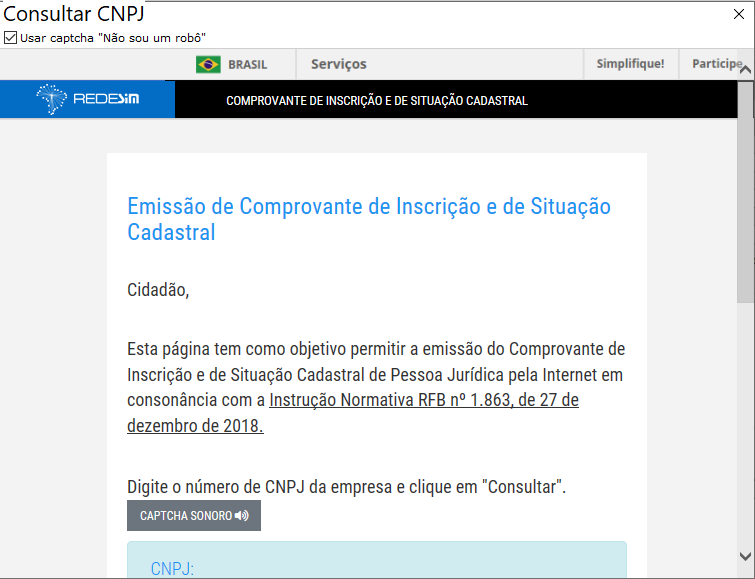 Consultar CNPJ
Usar captcha "Não sou um robô"
BRASIL Serviços Simplifique! Participe
REDESIM COMPROVANTE DE INSCRIÇÃO E DE SITUAÇÃO CADASTRAL
Emissão de Comprovante de Inscrição e de Situação
Cadastral
Cidadão,
Esta página tem como objetivo permitir a emissão do Comprovante de
Inscrição e de Situação Cadastral de Pessoa Jurídica pela Internet em
consonância com a Instrução Normativa RFB nº 1.863, de 27 de
dezembro de 2018.
Digite o número de CNPJ da empresa e clique em "Consultar".
CAPTCHA SONORO
CNPJ: